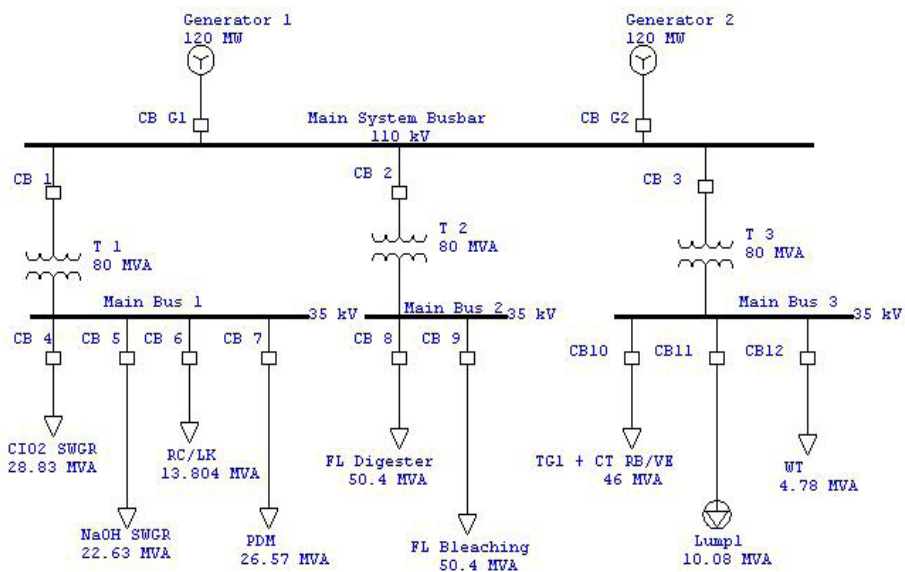 Generator 1
120 MW
Generator 2
120 MW
CB G1
Main System Busbar
110 kV
CB G2
CB 1
CB 2
CB 3
T 1
80 MVA
T 2
80 MVA
T 3
80 MVA
Main Bus 1
35 kV
Main Bus 2
35 kV
Main Bus 3
35 kV
CB 4
CB 5
CB 6
CB 7
CB 8
CB 9
CB10
CB11
CB12
CIO2 SWGR
28.83 MVA
RC/LK
13.804 MVA
FL Digester
50.4 MVA
TG1 + CT RB/VE
46 MVA
WT
4.78 MVA
NaOH SWGR
22.63 MVA
PDM
26.57 MVA
FL Bleaching
50.4 MVA
Lump1
10.08 MVA